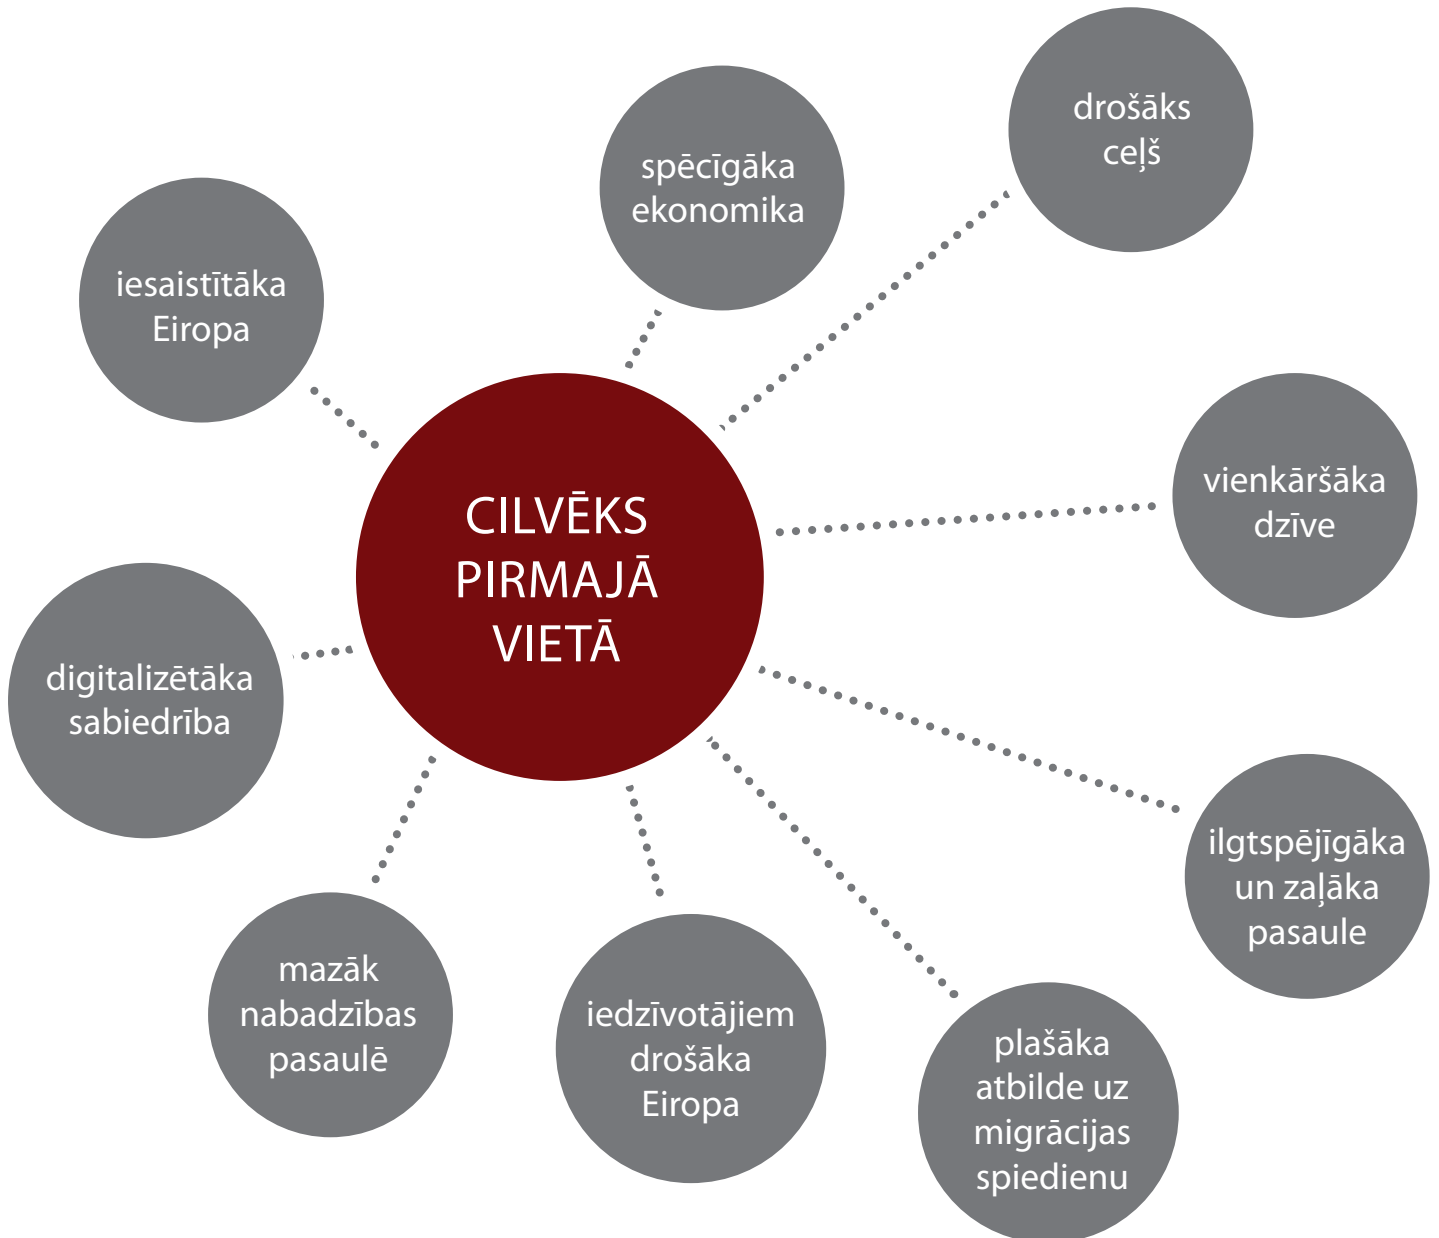 drošāks
ceļš
spēcīgāka
ekonomika
iesaistītāka
Eiropa
vienkāršāka
dzīve
CILVĒKS
PIRMAJĀ
VIETĀ
digitalizētāka
sabiedrība
ilgtspējīgāka
un zaļāka
pasaule
mazāk
nabadzības
pasaulē
iedzīvotājiem
drošāka
Eiropa
plašāka
atbilde uz
migrācijas
spiedienu